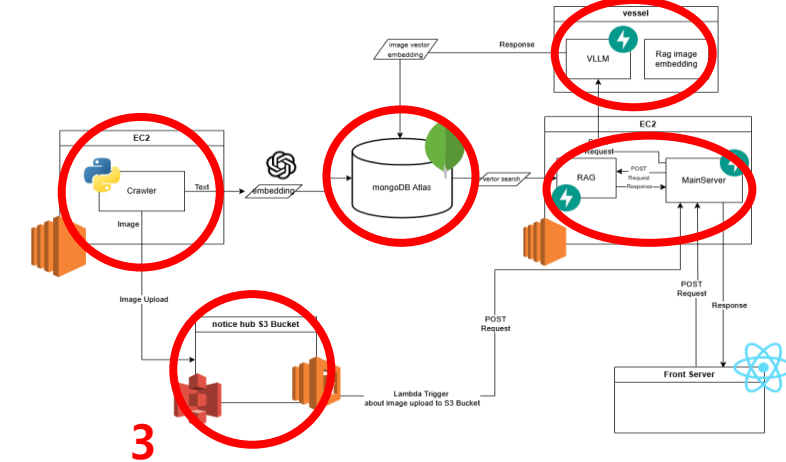 vessel
VLLM
Rag image
embedding
image vector
embedding
Response
EC2
Crawler
Text
Image
embedding
mongoDB Atlas
vertor search
EC2
Request
RAG
POST
Request
Response
MainServer
Image Upload
notice hub S3 Bucket
POST
Request
Lambda Trigger
about image upload to S3 Bucket
POST
Request
Response
Front Server
3